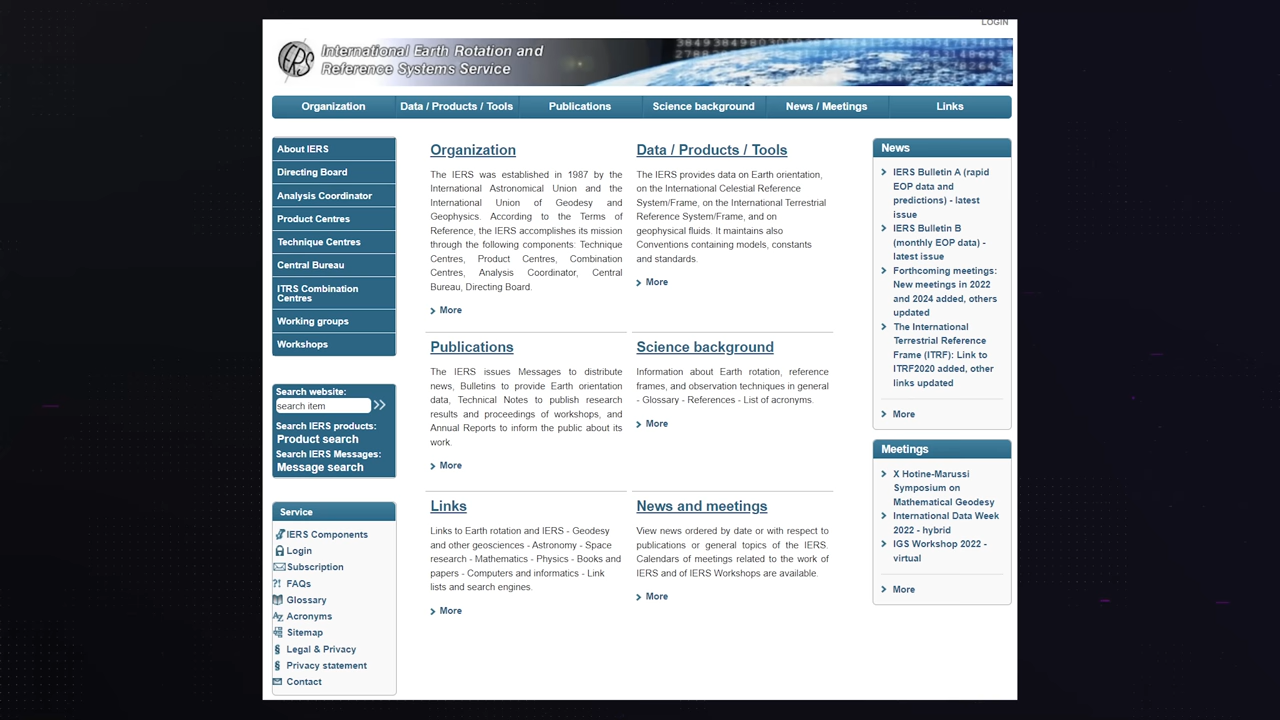 LOGIN
IERS
International Earth Rotation and
Reference Systems Service
Organization
Data / Products / Tools
Publications
Science background
News / Meetings
Links
About IERS
Directing Board
Analysis Coordinator
Product Centres
Technique Centres
Central Bureau
ITRS Combination
Centres
Working groups
Workshops
Search website:
search item
Search IERS products:
Product search
Search IERS Messages:
Message search
Service
IERS Components
Login
Subscription
FAQs
Glossary
Acronyms
Sitemap
Legal & Privacy
Privacy statement
Contact
Organization
The IERS was established in 1987 by the
International Astronomical Union and the
International Union of Geodesy and
Geophysics. According to the Terms of
Reference, the IERS accomplishes its mission
through the following components: Technique
Centres, Product Centres, Combination
Centres, Analysis Coordinator, Central
Bureau, Directing Board.
More
Data / Products / Tools
The IERS provides data on Earth orientation,
on the International Celestial Reference
System/Frame, on the International Terrestrial
Reference System/Frame, and on
geophysical fluids. It maintains also
Conventions containing models, constants
and standards.
More
Publications
The IERS issues Messages to distribute
news, Bulletins to provide Earth orientation
data, Technical Notes to publish research
results and proceedings of workshops, and
Annual Reports to inform the public about its
work.
More
Science background
Information about Earth rotation, reference
frames, and observation techniques in general
- Glossary - References - List of acronyms.
More
Links
Links to Earth rotation and IERS - Geodesy
and other geosciences - Astronomy - Space
research - Mathematics - Physics - Books and
papers - Computers and informatics - Link
lists and search engines.
More
News and meetings
View news ordered by date or with respect to
publications or general topics of the IERS.
Calendars of meetings related to the work of
IERS and of IERS Workshops are available.
More
News
IERS Bulletin A (rapid
EOP data and
predictions) - latest
issue
IERS Bulletin B
(monthly EOP data) -
latest issue
Forthcoming meetings:
New meetings in 2022
and 2024 added, others
updated
The International
Terrestrial Reference
Frame (ITRF): Link to
ITRF2020 added, other
links updated
More
Meetings
X Hotine-Marussi
Symposium on
Mathematical Geodesy
International Data Week
2022 - hybrid
IGS Workshop 2022 -
virtual
More